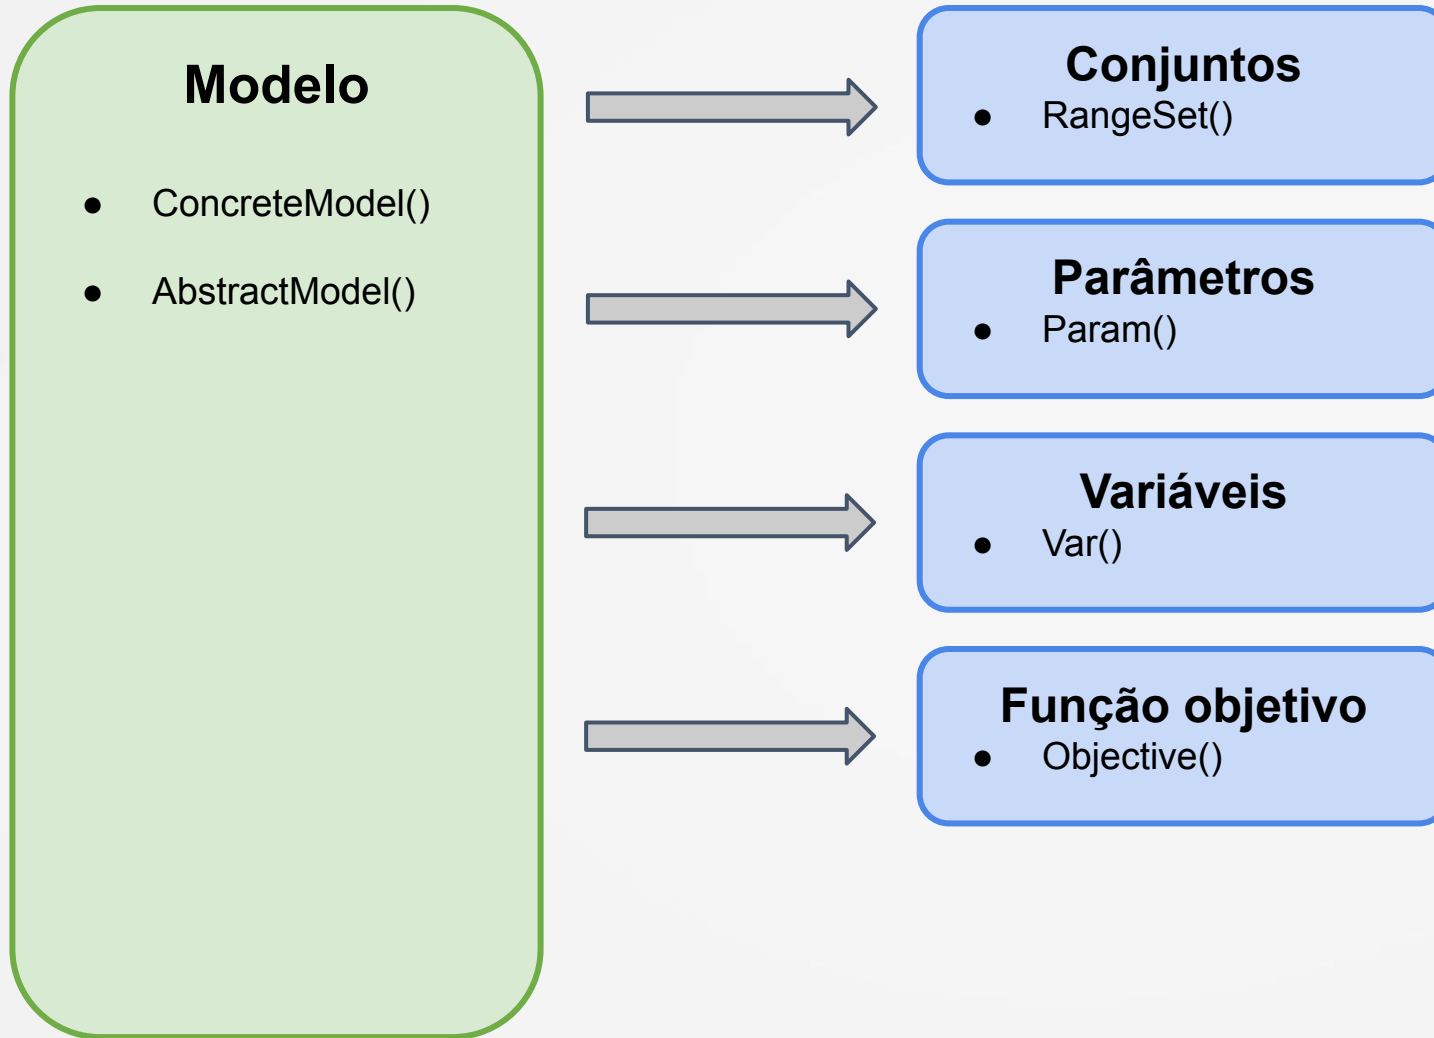 Modelo
● ConcreteModel()
● AbstractModel()
Conjuntos
● RangeSet()
Parâmetros
● Param()
Variáveis
● Var()
Função objetivo
● Objective()